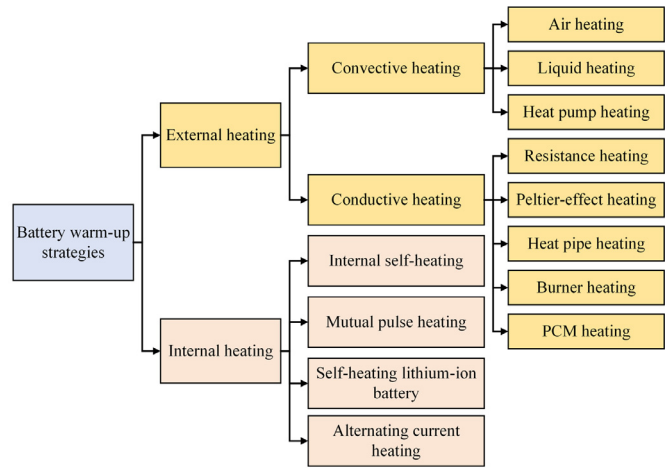 Battery warm-up
strategies
External heating
Internal heating
Convective heating
Conductive heating
Internal self-heating
Mutual pulse heating
Self-heating lithium-ion
battery
Alternating current
heating
Air heating
Liquid heating
Heat pump heating
Resistance heating
Peltier-effect heating
Heat pipe heating
Burner heating
PCM heating